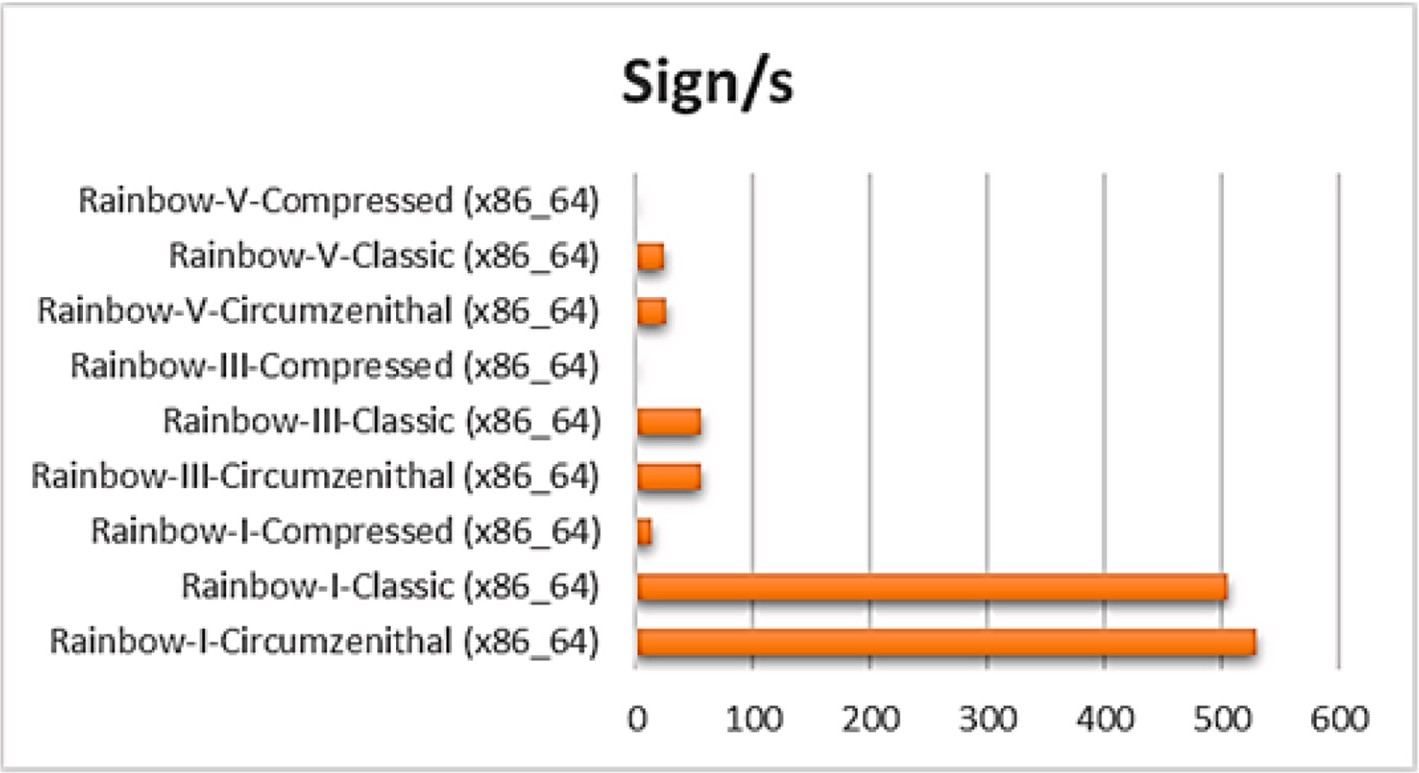 Sign/s
Rainbow-V-Compressed (x86_64)
Rainbow-V-Classic (x86_64)
Rainbow-V-Circumzenithal (x86_64)
Rainbow-III-Compressed (x86_64)
Rainbow-III-Classic (x86_64)
Rainbow-III-Circumzenithal (x86_64)
Rainbow-I-Compressed (x86_64)
Rainbow-I-Classic (x86_64)
Rainbow-I-Circumzenithal (x86_64)
0 100 200 300 400 500 600